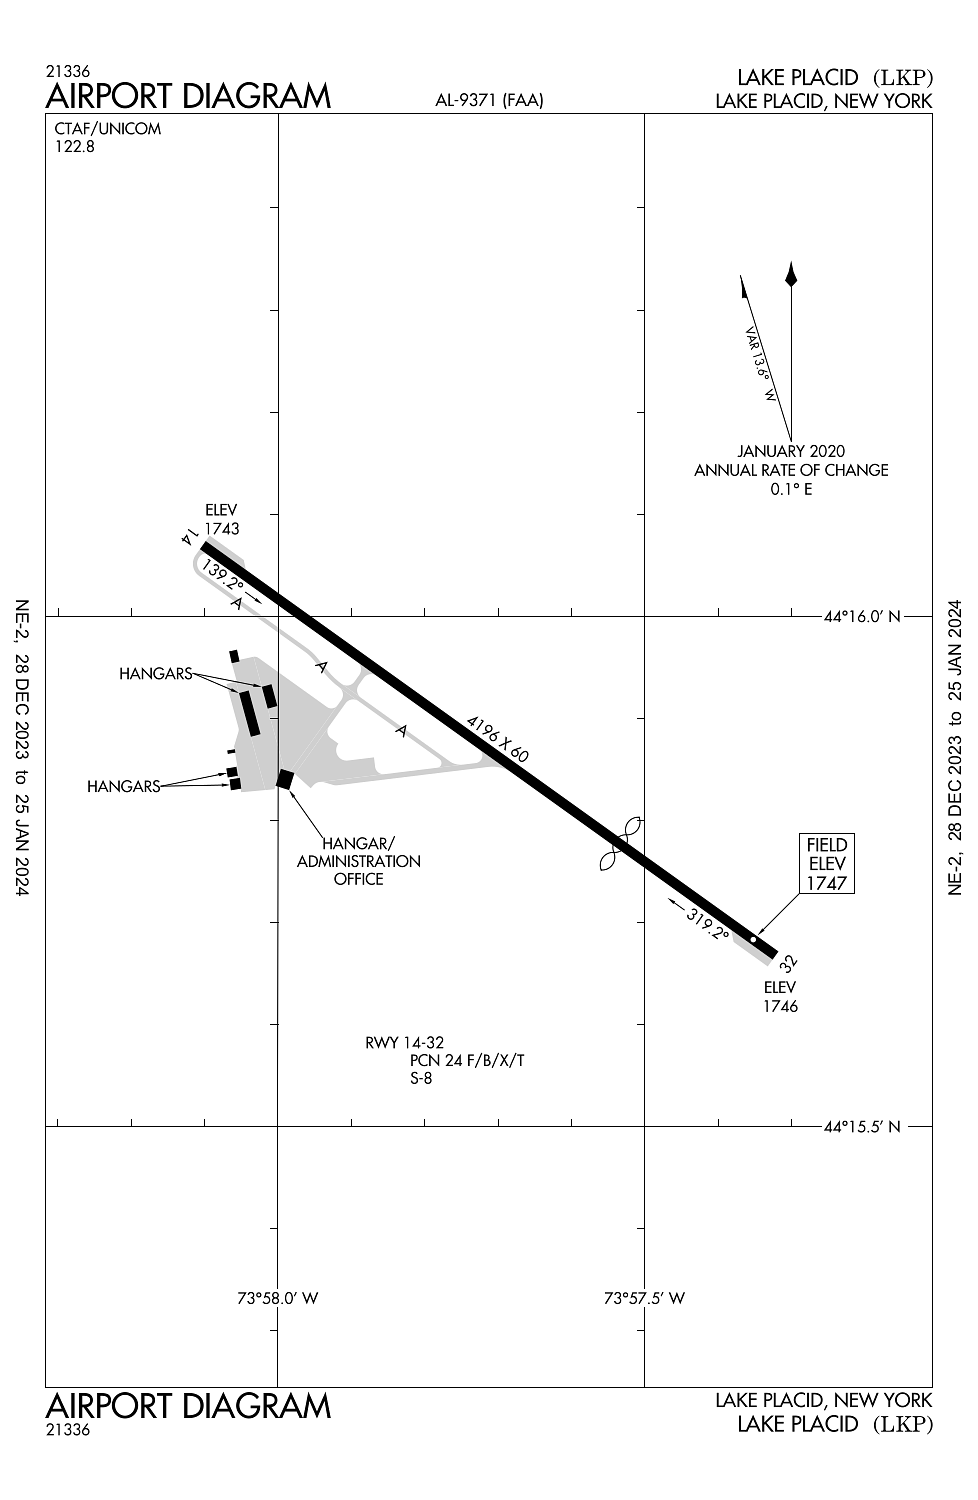 21336
AIRPORT DIAGRAM
AL-9371 (FAA)
LAKE PLACID (LKP)
LAKE PLACID, NEW YORK
CTAF/UNICOM
122.8
VAR 13.6° W
JANUARY 2020
ANNUAL RATE OF CHANGE
0.1° E
ELEV
1743
14
139.2°
A
44°16.0' N
HANGARS
A
A
4196 X 60
HANGARS
HANGAR/
ADMINISTRATION
OFFICE
FIELD
ELEV
1747
319.2°
32
ELEV
1746
RWY 14-32
PCN 24 F/B/X/T
S-8
44°15.5' N
73°58.0' W
73°57.5' W
NE-2, 28 DEC 2023 to 25 JAN 2024
NE-2, 28 DEC 2023 to 25 JAN 2024
AIRPORT DIAGRAM
21336
LAKE PLACID, NEW YORK
LAKE PLACID (LKP)